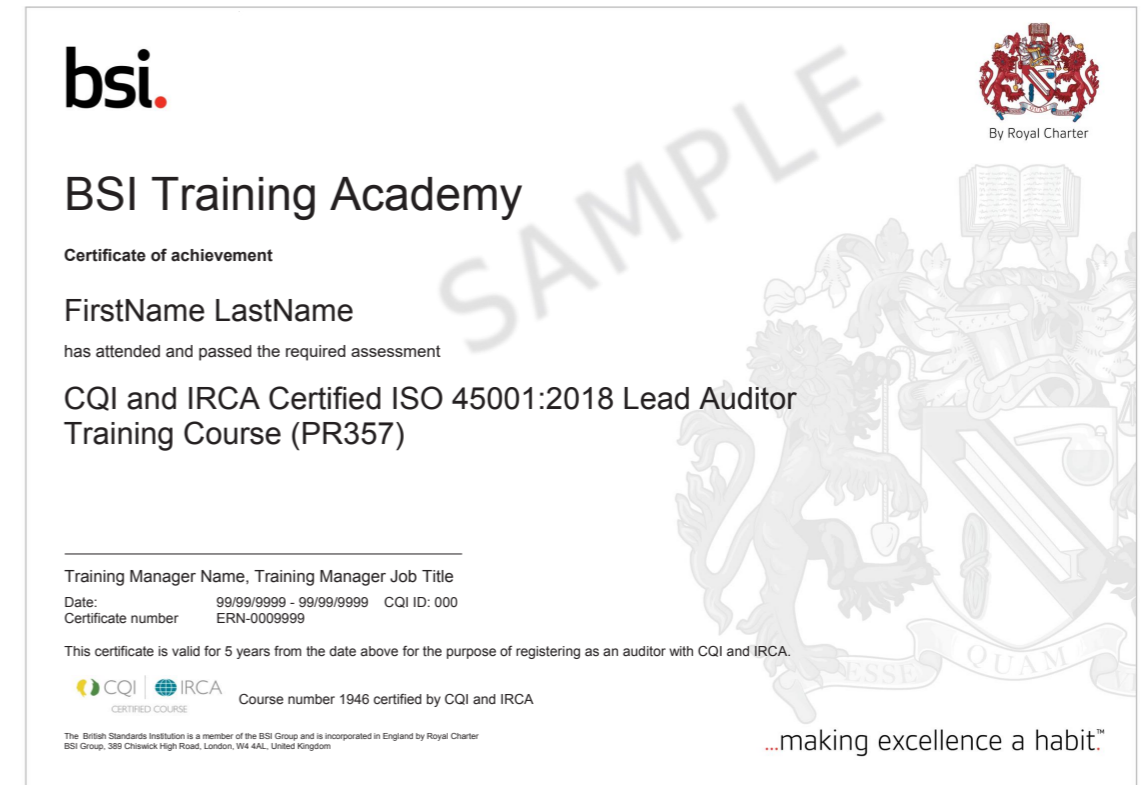 bsi.
By Royal Charter
SAMPLE
BSI Training Academy
Certificate of achievement
FirstName LastName
has attended and passed the required assessment
CQI and IRCA Certified ISO 45001:2018 Lead Auditor
Training Course (PR357)
Training Manager Name, Training Manager Job Title
Date: 99/99/9999 - 99/99/9999 CQI ID: 000
Certificate number ERN-0009999
This certificate is valid for 5 years from the date above for the purpose of registering as an auditor with CQI and IRCA.
ESSE QUAM
CQI IRCA
CERTIFIED COURSE
Course number 1946 certified by CQI and IRCA
The British Standards Institution is a member of the BSI Group and is incorporated in England by Royal Charter
BSI Group, 389 Chiswick High Road, London, W4 4AL, United Kingdom
...making excellence a habit.™